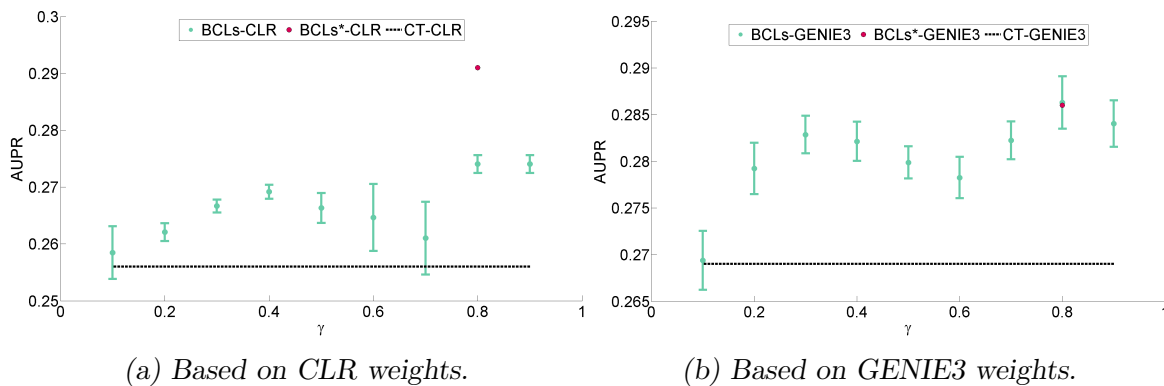 BCLs-CLR BCLs*-CLR CT-CLR
0.3
0.29
0.28
0.27
0.26
0.25
AUPR
0 0.2 0.4 0.6 0.8 1
γ
(a) Based on CLR weights.
BCLs-GENIE3 BCLs*-GENIE3 CT-GENIE3
0.295
0.29
0.285
0.28
0.275
0.27
0.265
AUPR
0 0.2 0.4 0.6 0.8 1
γ
(b) Based on GENIE3 weights.